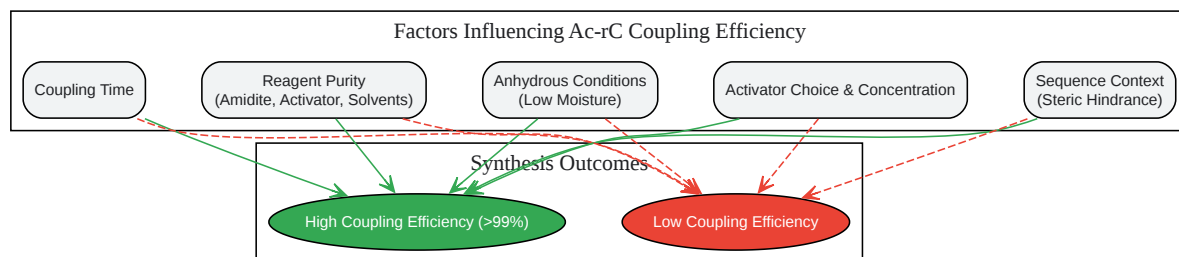 Factors Influencing Ac-rC Coupling Efficiency
Coupling Time
Reagent Purity
(Amidite, Activator, Solvents)
Anhydrous Conditions
(Low Moisture)
Activator Choice & Concentration
Sequence Context
(Steric Hindrance)
Synthesis Outcomes
High Coupling Efficiency (>99%)
Low Coupling Efficiency